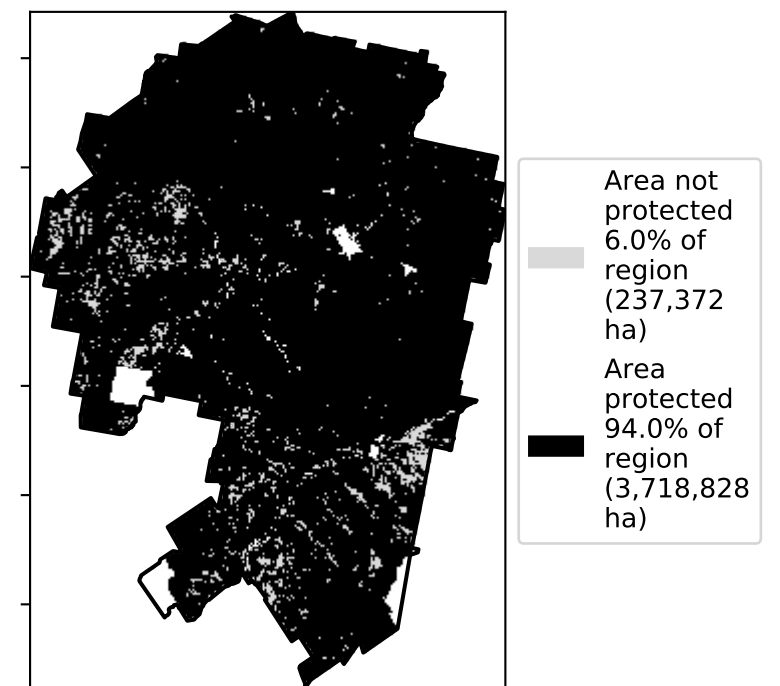 Area not
protected
6.0% of
region
(237,372
ha)
Area
protected
94.0% of
region
(3,718,828
ha)